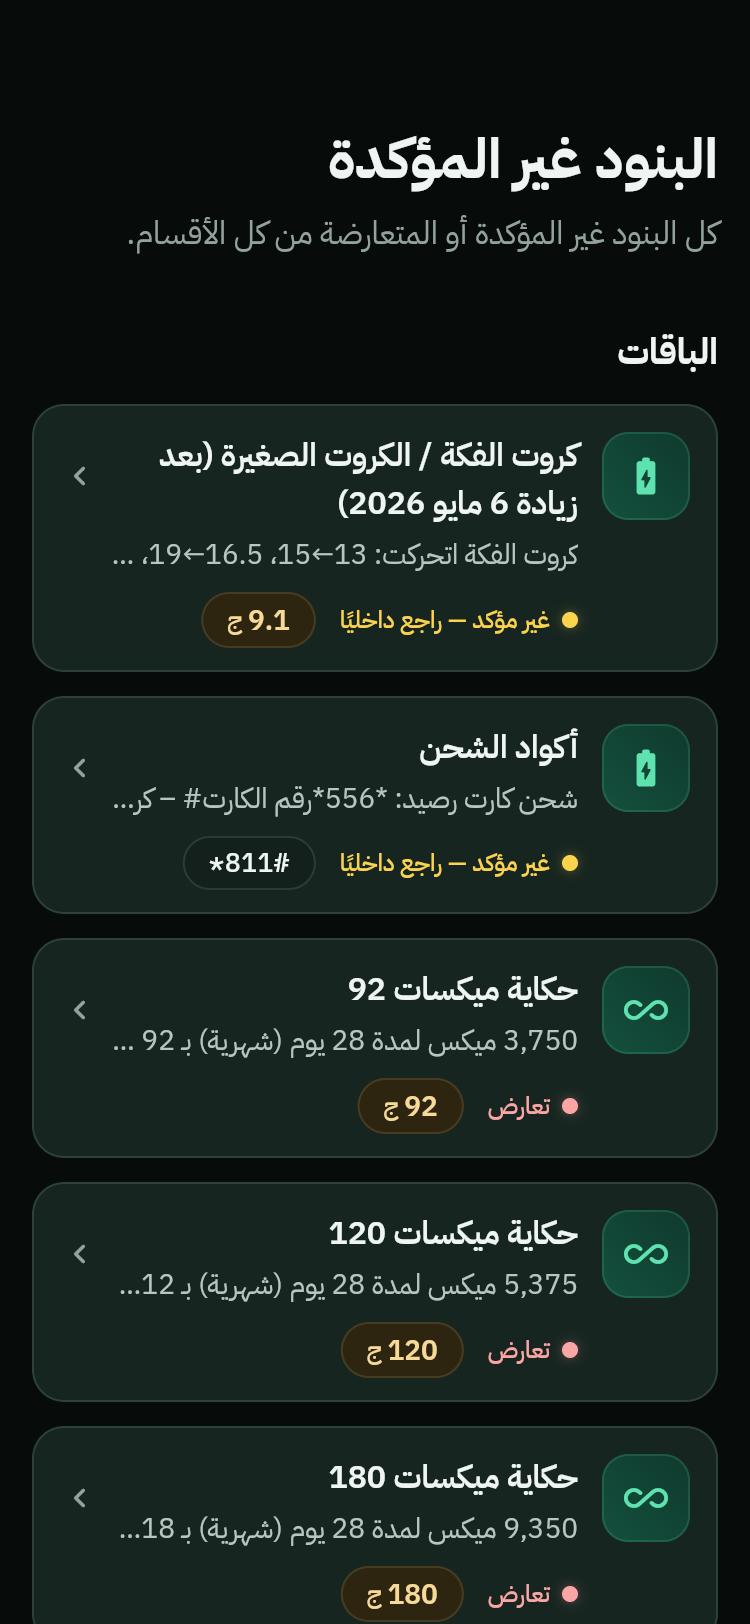 البنود غير المؤكدة
كل البنود غير المؤكدة أو المتعارضة من كل الأقسام.
الباقات
كروت الفكة / الكروت الصغيرة (بعد
زيادة 6 مايو 2026)
كروت الفكة اتحركت: 13←15، 16.5←19، ...
غير مؤكد — راجع داخليًا
9.1 ج
أكواد الشحن
شحن كارت رصيد: *556*رقم الكارت# – كر...
غير مؤكد — راجع داخليًا
*811#
حكاية ميكسات 92
3,750 ميكس لمدة 28 يوم (شهرية) بـ 92 ...
تعارض
92 ج
حكاية ميكسات 120
5,375 ميكس لمدة 28 يوم (شهرية) بـ 12...
تعارض
120 ج
حكاية ميكسات 180
9,350 ميكس لمدة 28 يوم (شهرية) بـ 18...
تعارض
180 ج